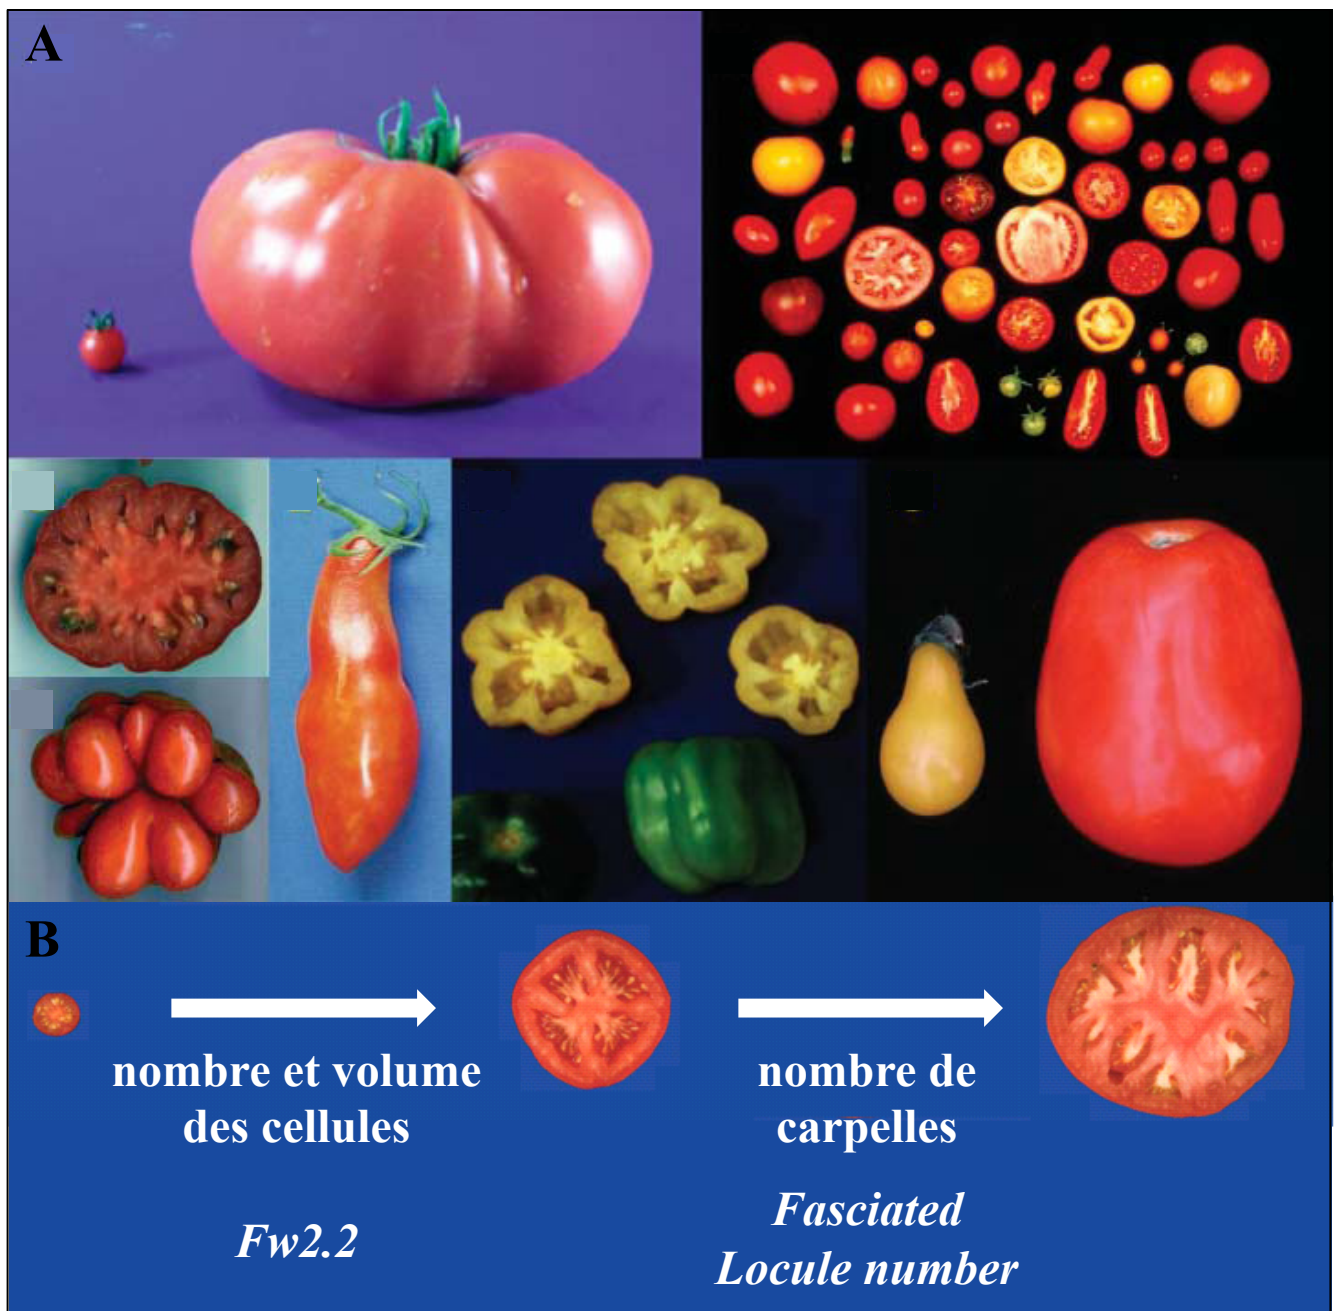 A
B
nombre et volume
des cellules
nombre de
carpelles
Fw2.2
Fasciated
Locule number